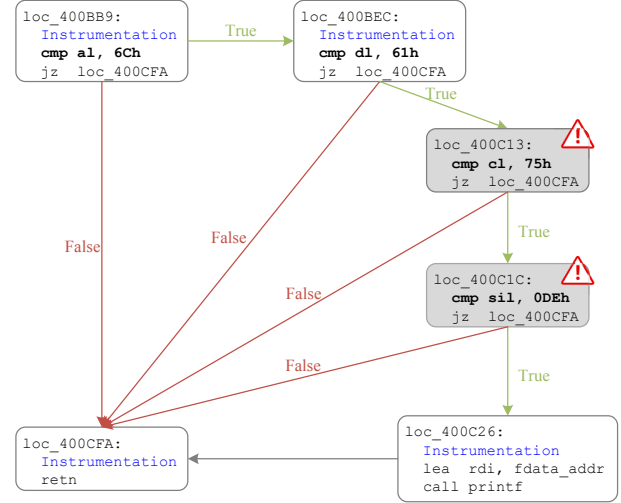 loc_400BB9:
Instrumentation
cmp al, 6Ch
jz loc_400CFA
True
loc_400BEC:
Instrumentation
cmp dl, 61h
jz loc_400CFA
True
loc_400C13:
cmp cl, 75h
jz loc_400CFA
!
False
False
True
loc_400C1C:
cmp sil, 0DEh
jz loc_400CFA
!
False
False
True
loc_400CFA:
Instrumentation
retn
loc_400C26:
Instrumentation
lea rdi, fdata_addr
call printf